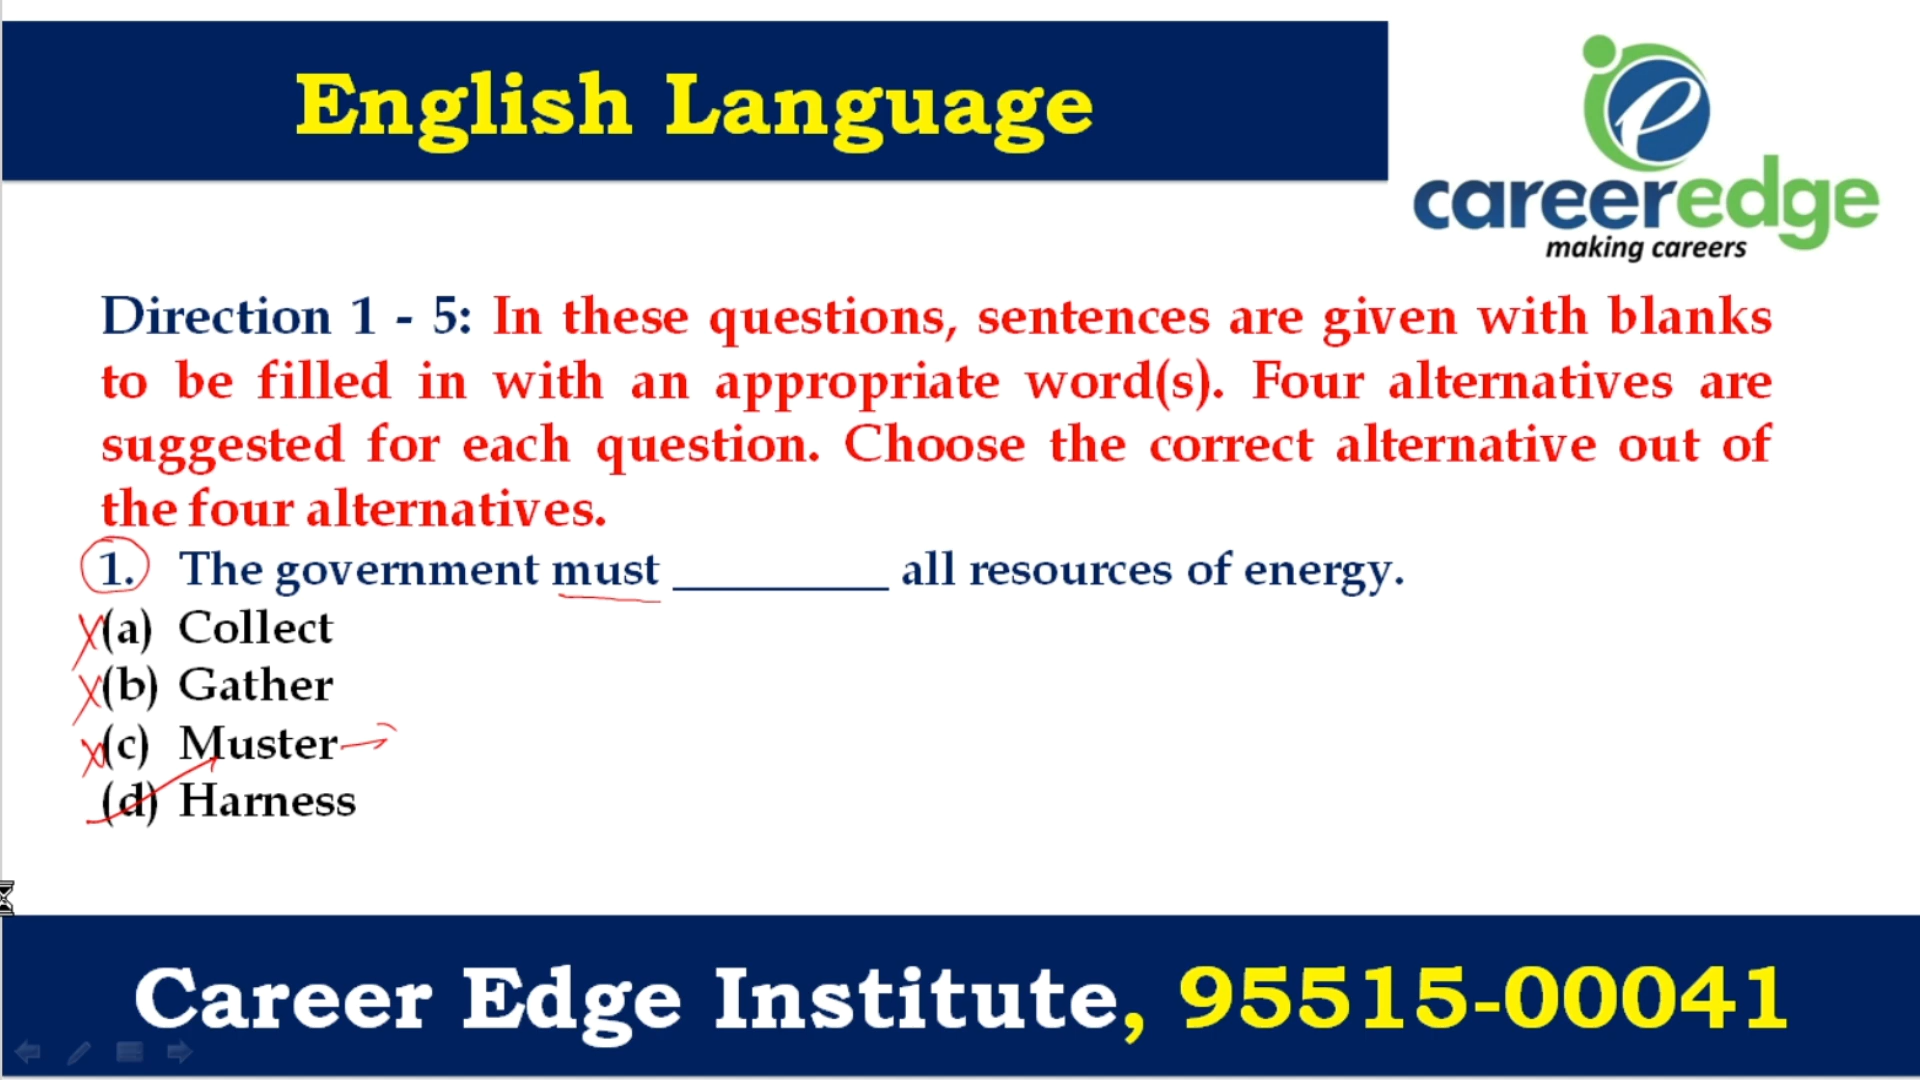 English Language
careeredge
making careers
Direction 1 - 5: In these questions, sentences are given with blanks
to be filled in with an appropriate word(s). Four alternatives are
suggested for each question. Choose the correct alternative out of
the four alternatives.
1. The government must _________ all resources of energy.
(a) Collect
(b) Gather
(c) Muster
(d) Harness
Career Edge Institute, 95515-00041